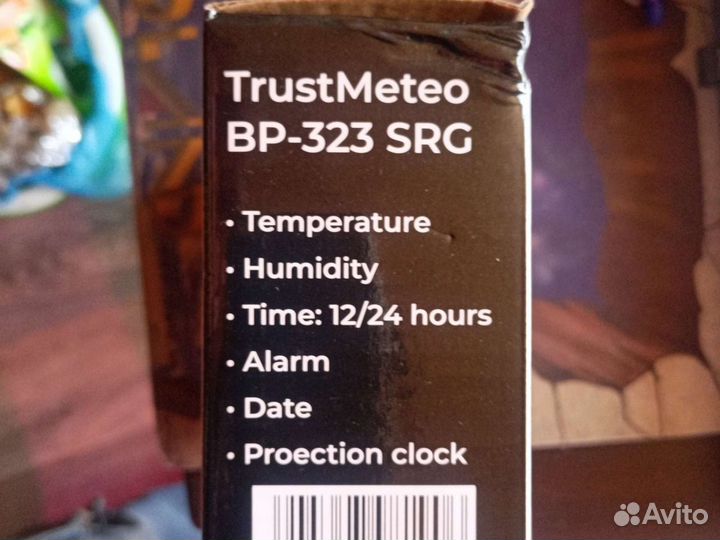 TrustMeteo
BP-323 SRG
• Temperature
• Humidity
• Time: 12/24 hours
• Alarm
• Date
• Proection clock
Avito